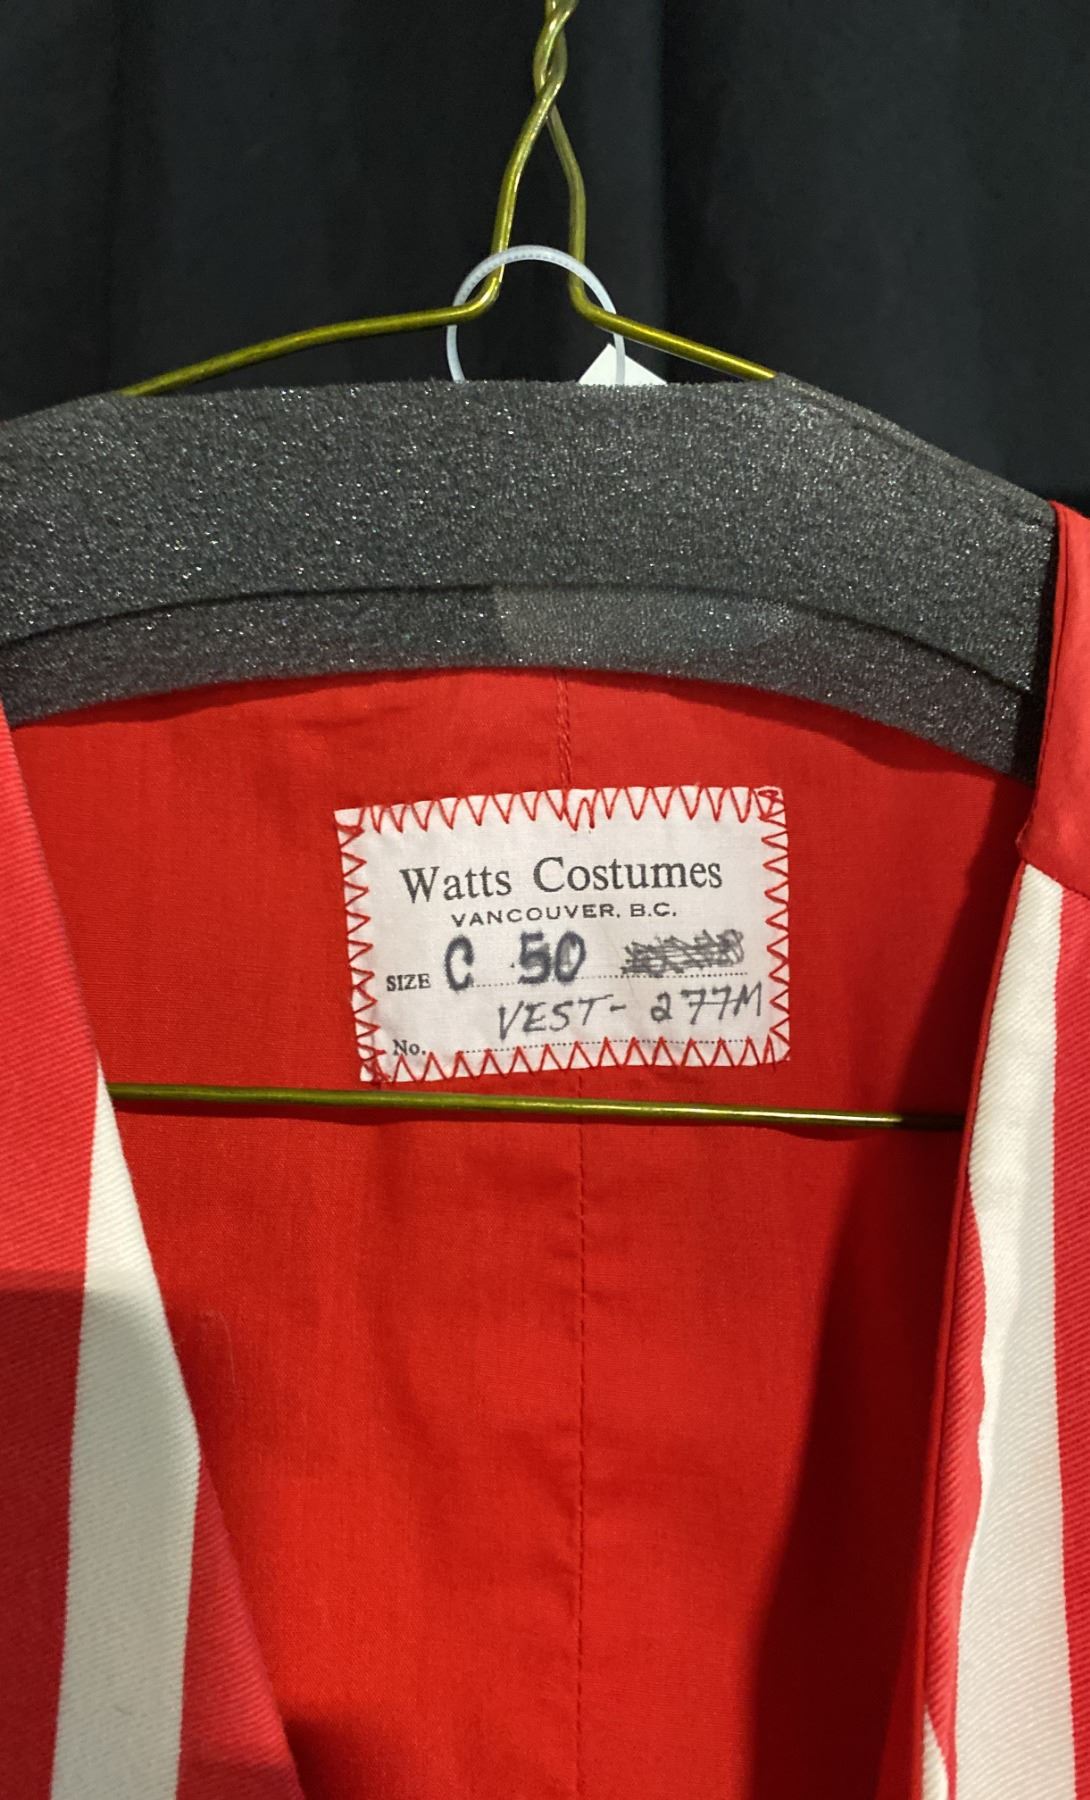 Watts Costumes
VANCOUVER, B.C.
SIZE C 50
VEST- 277M
No.